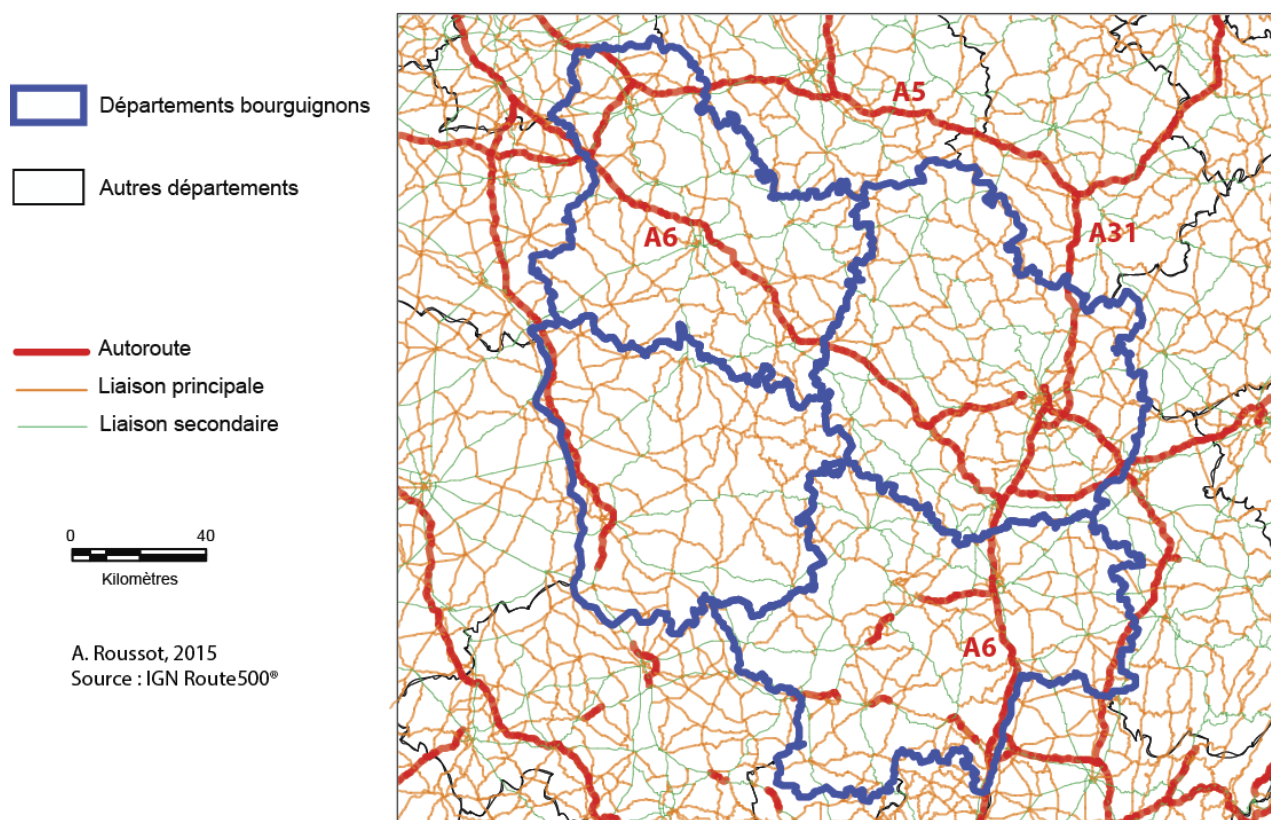 Départements bourguignons
Autres départements
Autoroute
Liaison principale
Liaison secondaire
0 40
Kilomètres
A. Roussot, 2015
Source : IGN Route500®
A5
A6
A31
A6